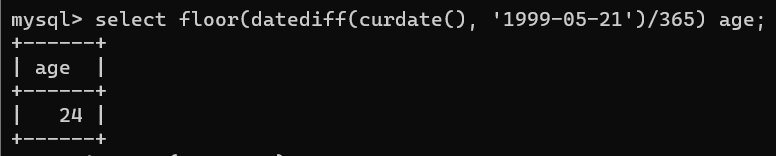 mysql> select floor(datediff(curdate(), '1999-05-21')/365) age;
+------+
| age  |
+------+
|   24 |
+------+